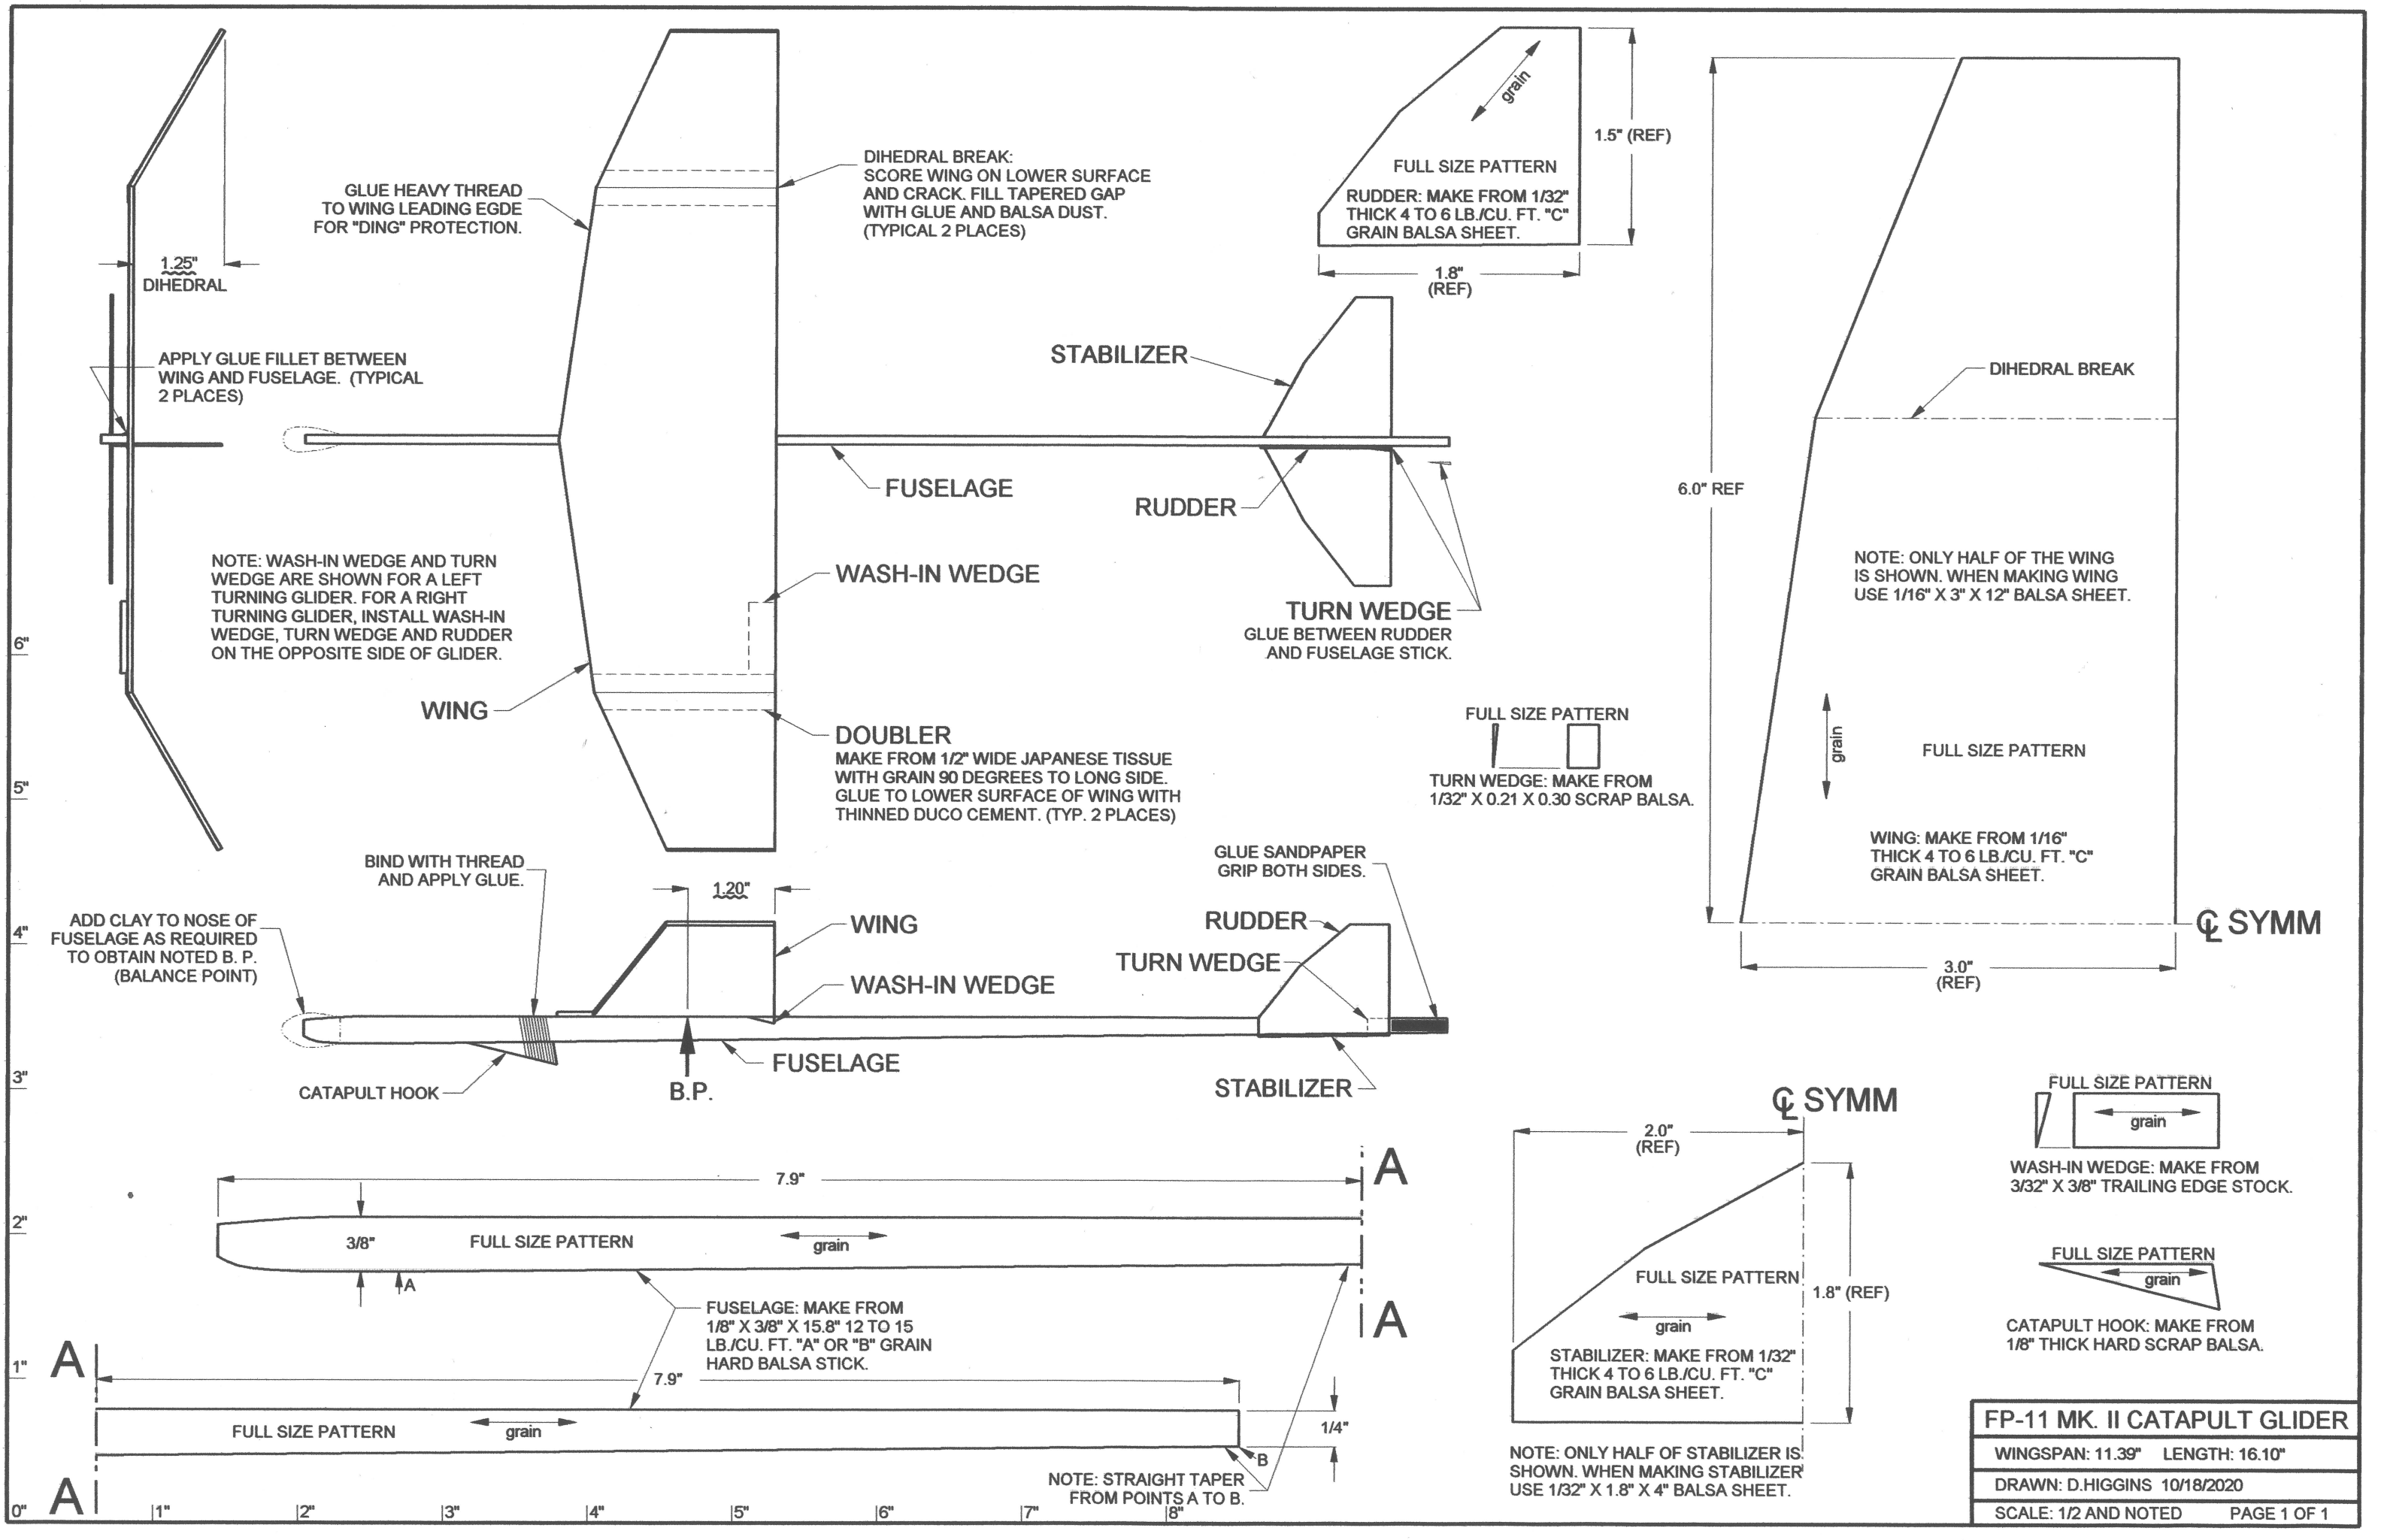 GLUE HEAVY THREAD
TO WING LEADING EGDE
FOR "DING" PROTECTION.
DIHEDRAL BREAK:
SCORE WING ON LOWER SURFACE
AND CRACK. FILL TAPERED GAP
WITH GLUE AND BALSA DUST.
(TYPICAL 2 PLACES)
1.25"
DIHEDRAL
APPLY GLUE FILLET BETWEEN
WING AND FUSELAGE. (TYPICAL
2 PLACES)
grain
1.5" (REF)
FULL SIZE PATTERN
RUDDER: MAKE FROM 1/32"
THICK 4 TO 6 LB./CU. FT. "C"
GRAIN BALSA SHEET.
1.8"
(REF)
STABILIZER
FUSELAGE
RUDDER
NOTE: WASH-IN WEDGE AND TURN
WEDGE ARE SHOWN FOR A LEFT
TURNING GLIDER. FOR A RIGHT
TURNING GLIDER, INSTALL WASH-IN
WEDGE, TURN WEDGE AND RUDDER
ON THE OPPOSITE SIDE OF GLIDER.
WASH-IN WEDGE
TURN WEDGE
GLUE BETWEEN RUDDER
AND FUSELAGE STICK.
WING
DOUBLER
MAKE FROM 1/2" WIDE JAPANESE TISSUE
WITH GRAIN 90 DEGREES TO LONG SIDE.
GLUE TO LOWER SURFACE OF WING WITH
THINNED DUCO CEMENT. (TYP. 2 PLACES)
FULL SIZE PATTERN
TURN WEDGE: MAKE FROM
1/32" X 0.21 X 0.30 SCRAP BALSA.
DIHEDRAL BREAK
6.0" REF
NOTE: ONLY HALF OF THE WING
IS SHOWN. WHEN MAKING WING
USE 1/16" X 3" X 12" BALSA SHEET.
grain
FULL SIZE PATTERN
WING: MAKE FROM 1/16"
THICK 4 TO 6 LB./CU. FT. "C"
GRAIN BALSA SHEET.
℄ SYMM
3.0"
(REF)
BIND WITH THREAD
AND APPLY GLUE.
1.20"
GLUE SANDPAPER
GRIP BOTH SIDES.
ADD CLAY TO NOSE OF
FUSELAGE AS REQUIRED
TO OBTAIN NOTED B. P.
(BALANCE POINT)
WING
RUDDER
TURN WEDGE
WASH-IN WEDGE
CATAPULT HOOK
B.P.
FUSELAGE
STABILIZER
7.9"
A
3/8"
FULL SIZE PATTERN
grain
A
A
FUSELAGE: MAKE FROM
1/8" X 3/8" X 15.8" 12 TO 15
LB./CU. FT. "A" OR "B" GRAIN
HARD BALSA STICK.
A
7.9"
FULL SIZE PATTERN
grain
1/4"
B
A
NOTE: STRAIGHT TAPER
FROM POINTS A TO B.
℄ SYMM
2.0"
(REF)
FULL SIZE PATTERN
1.8" (REF)
grain
STABILIZER: MAKE FROM 1/32"
THICK 4 TO 6 LB./CU. FT. "C"
GRAIN BALSA SHEET.
NOTE: ONLY HALF OF STABILIZER IS
SHOWN. WHEN MAKING STABILIZER
USE 1/32" X 1.8" X 4" BALSA SHEET.
FULL SIZE PATTERN
grain
WASH-IN WEDGE: MAKE FROM
3/32" X 3/8" TRAILING EDGE STOCK.
FULL SIZE PATTERN
grain
CATAPULT HOOK: MAKE FROM
1/8" THICK HARD SCRAP BALSA.
6"
5"
4"
3"
2"
1"
0"
1"
2"
3"
4"
5"
6"
7"
8"
FP-11 MK. II CATAPULT GLIDER
WINGSPAN: 11.39" LENGTH: 16.10"
DRAWN: D.HIGGINS 10/18/2020
SCALE: 1/2 AND NOTED PAGE 1 OF 1